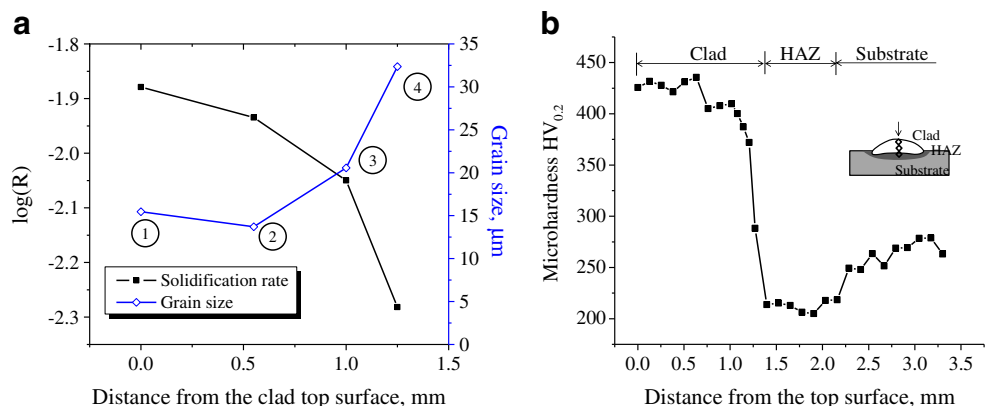 a
-1.8
-1.9
-2.0
-2.1
-2.2
-2.3
log(R)
35
30
25
20
15
10
5
0
Grain size, µm
1
2
3
4
Solidification rate
Grain size
0.0 0.5 1.0 1.5
Distance from the clad top surface, mm
b
450
400
350
300
250
200
Microhardness HV0.2
Clad HAZ Substrate
Clad
HAZ
Substrate
0.0 0.5 1.0 1.5 2.0 2.5 3.0 3.5
Distance from the top surface, mm